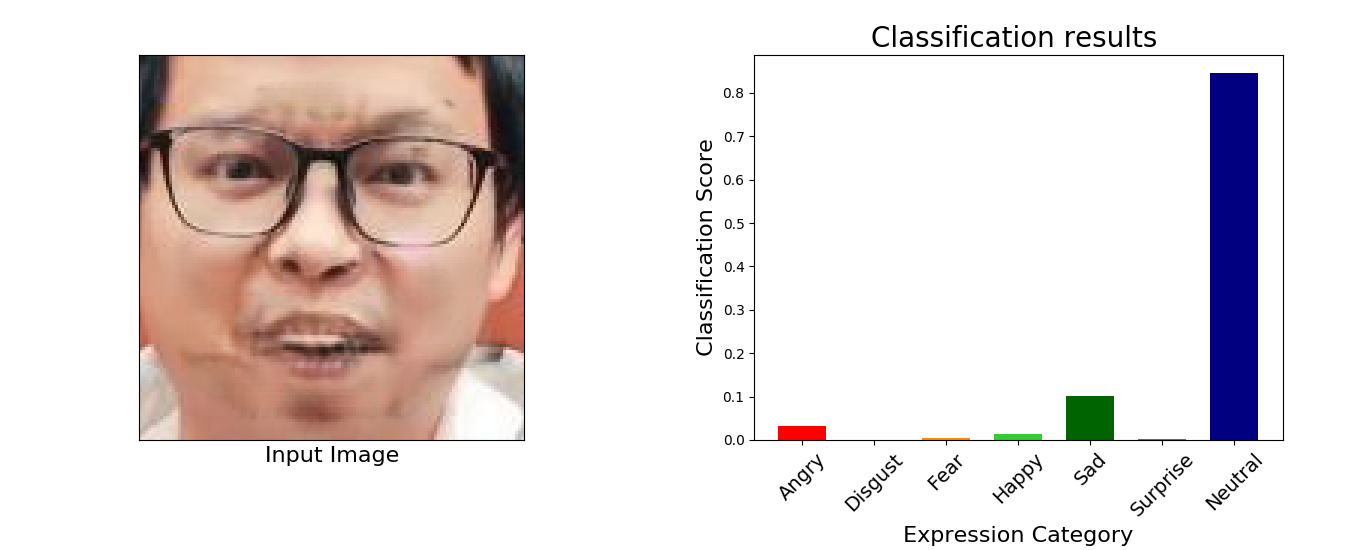 Classification results
Classification Score
0.8
0.7
0.6
0.5
0.4
0.3
0.2
0.1
0.0
Angry
Disgust
Fear
Happy
Sad
Surprise
Neutral
Input Image
Expression Category